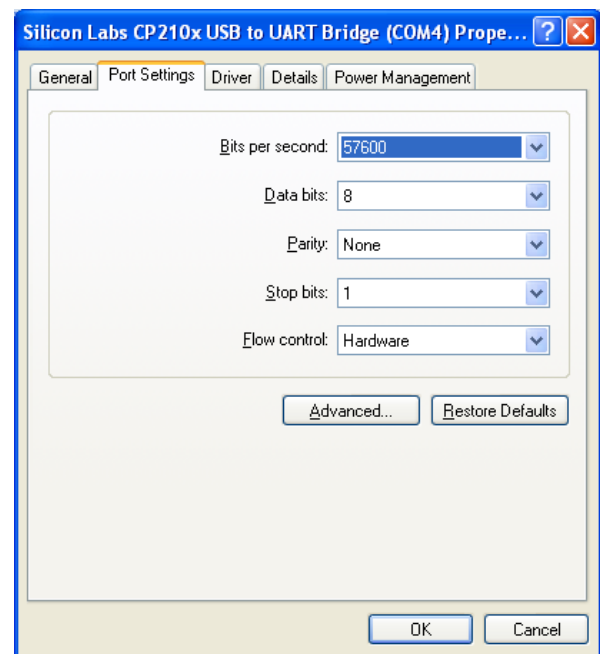 Silicon Labs CP210x USB to UART Bridge (COM4) Prope...
General Port Settings Driver Details Power Management
Bits per second: 57600
Data bits: 8
Parity: None
Stop bits: 1
Flow control: Hardware
Advanced... Restore Defaults
OK Cancel